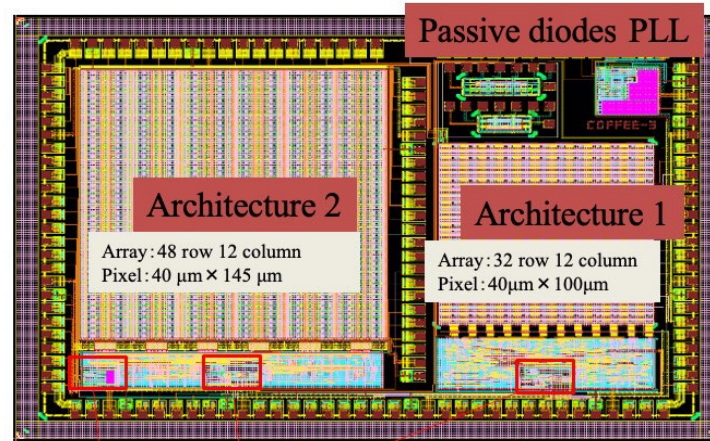 Passive diodes PLL
COFFEE-3
Architecture 2
Array:48 row 12 column
Pixel:40 μm×145 μm
Architecture 1
Array:32 row 12 column
Pixel:40μm×100μm